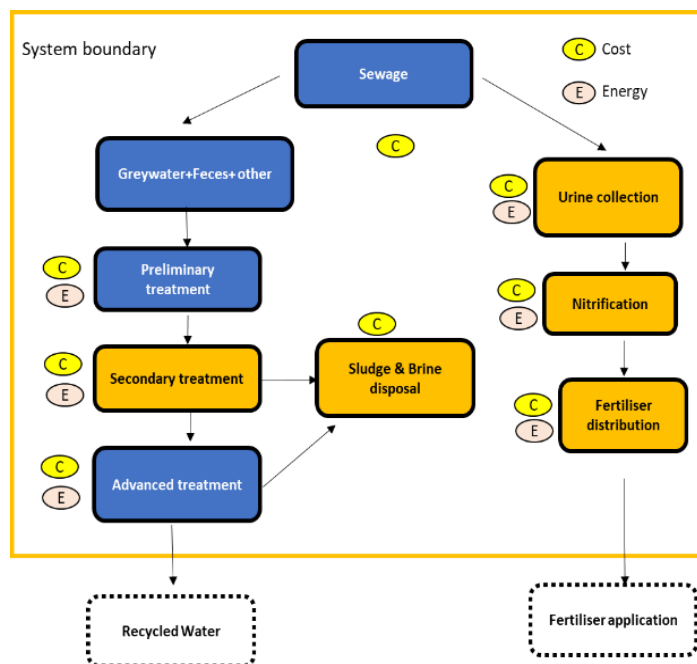 System boundary
C Cost
E Energy
Sewage
C
Greywater+Feces+ other
C
E
Urine collection
C
E
Preliminary
treatment
C
E
Nitrification
C
E
Secondary treatment
C
Sludge & Brine
disposal
C
E
Fertiliser
distribution
C
E
Advanced treatment
Recycled Water
Fertiliser application